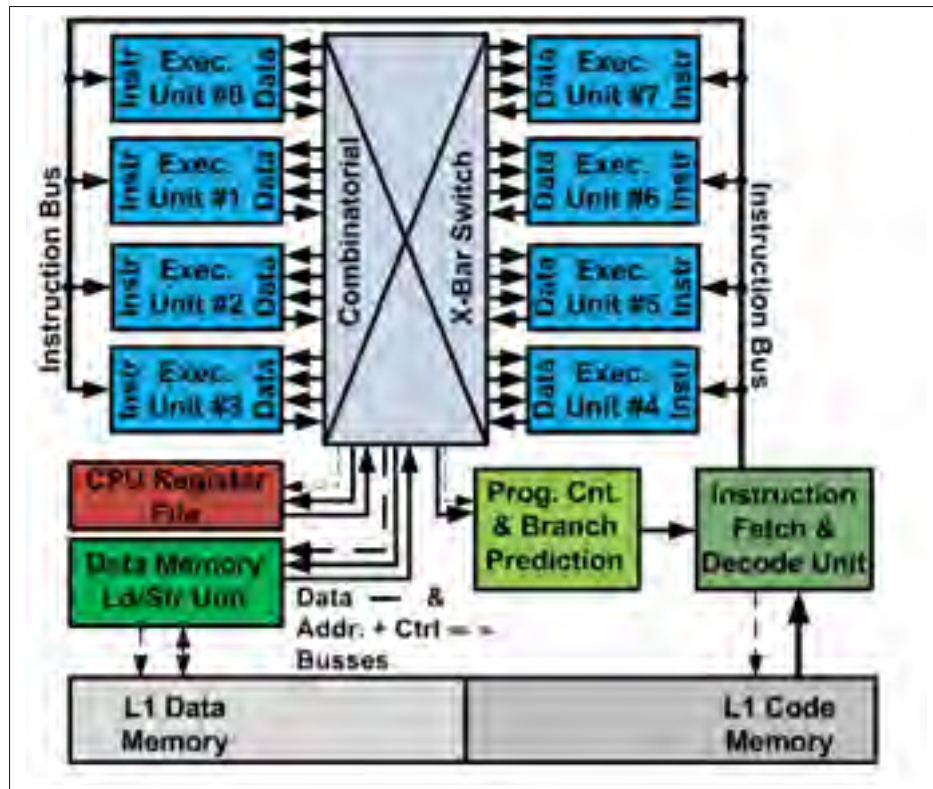 Instr
Exec.
Unit #0
Data
Data
Exec.
Unit #7
Instr
Instr
Exec.
Unit #1
Data
Data
Exec.
Unit #6
Instr
Instr
Exec.
Unit #2
Data
Data
Exec.
Unit #5
Instr
Instr
Exec.
Unit #3
Data
Data
Exec.
Unit #4
Instr
Instruction Bus
Combinatorial
X-Bar Switch
Instruction Bus
CPU Register
File
Prog. Cnt.
& Branch
Prediction
Instruction
Fetch &
Decode Unit
Data Memory
Ld/Str
Data — &
Addr. + Ctrl – –
Busses
L1 Data
Memory
L1 Code
Memory